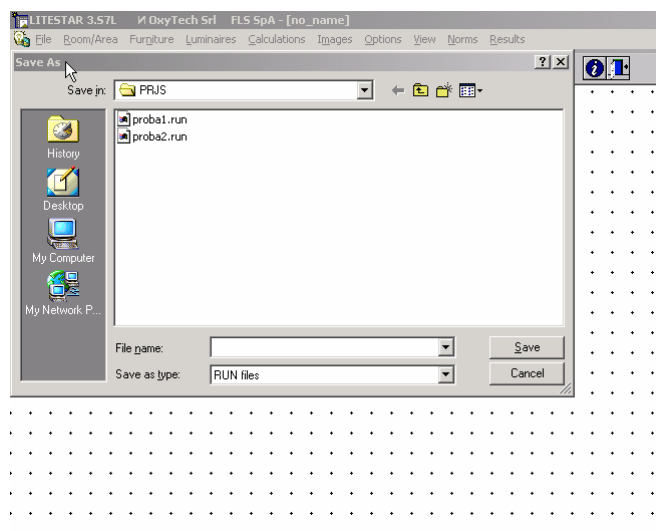 LITESTAR 3.57L И OxyTech Srl FLS SpA - [no_name]
File Room/Area Furniture Luminaires Calculations Images Options View Norms Results
Save As
Save in: PRJS
proba1.run
proba2.run
History
Desktop
My Computer
My Network P...
File name:
Save
Save as type: RUN files
Cancel